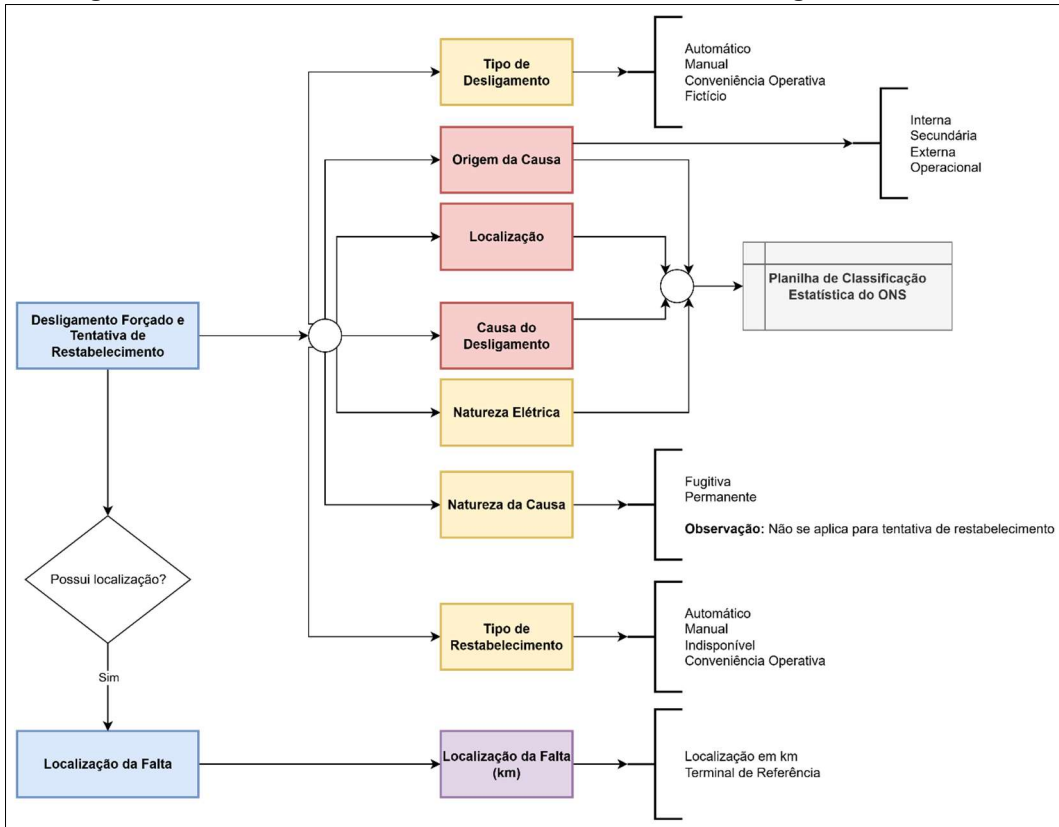 Tipo de
Desligamento
Automático
Manual
Conveniência Operativa
Fictício
Origem da Causa
Interna
Secundária
Externa
Operacional
Localização
Planilha de Classificação
Estatística do ONS
Desligamento Forçado e
Tentativa de
Restabelecimento
Causa do
Desligamento
Natureza Elétrica
Natureza da Causa
Fugitiva
Permanente
Observação: Não se aplica para tentativa de restabelecimento
Possui localização?
Tipo de
Restabelecimento
Automático
Manual
Indisponível
Conveniência Operativa
Sim
Localização da Falta
Localização da Falta
(km)
Localização em km
Terminal de Referência